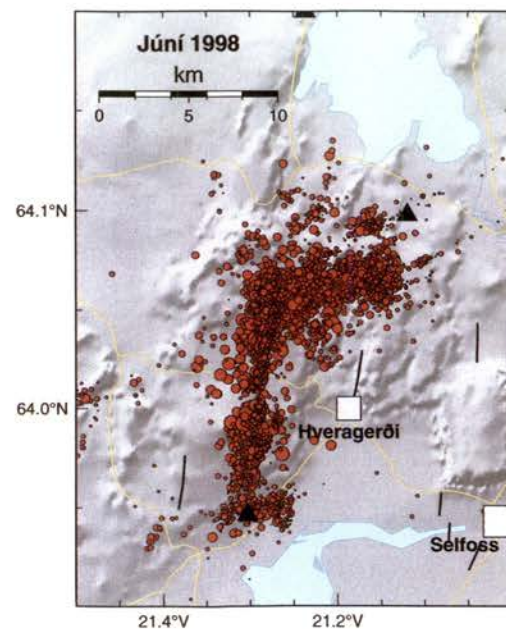 Júní 1998
km
0 5 10
64.1°N
64.0°N
Hveragerði
Selfoss
21.4°V 21.2°V